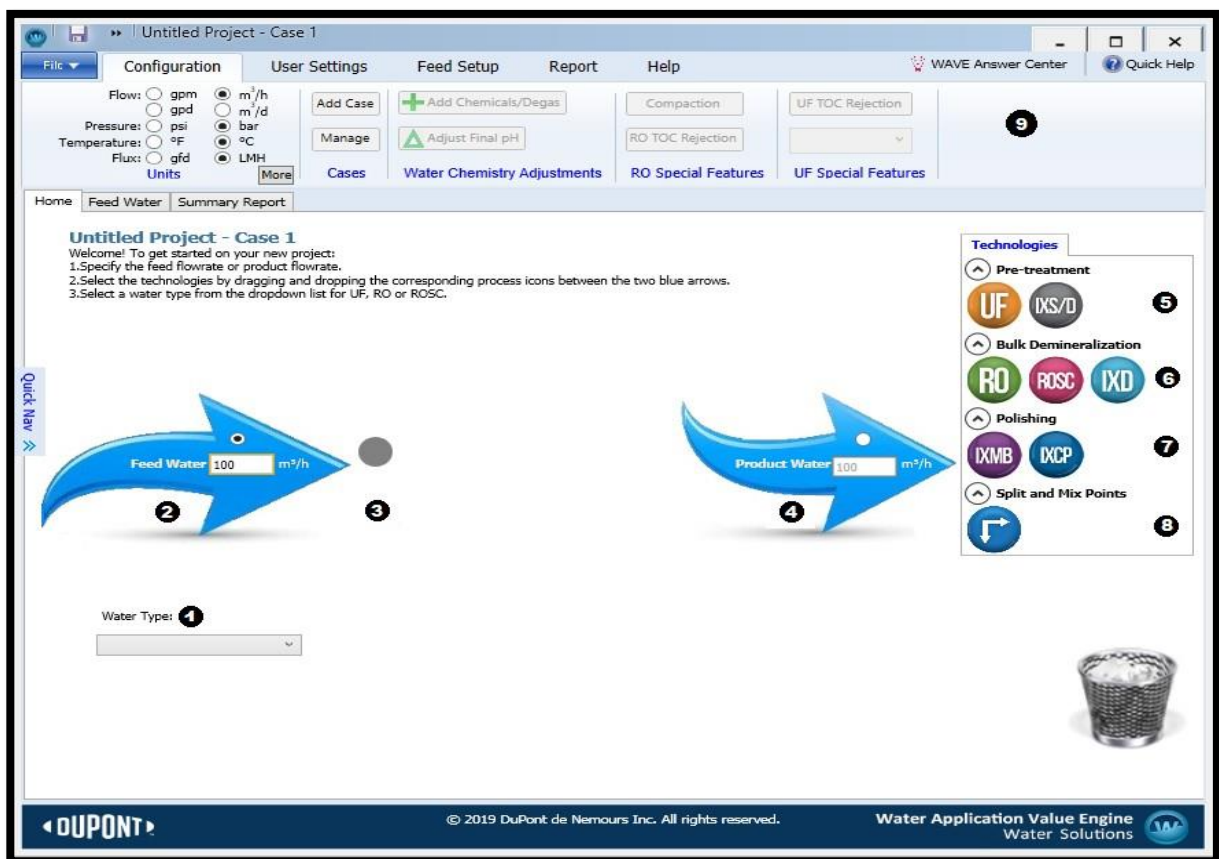 Untitled Project - Case 1
File Configuration User Settings Feed Setup Report Help WAVE Answer Center Quick Help
Flow: gpm m³/h
gpd m³/d
Pressure: psi bar
Temperature: ºF ºC
Flux: gfd LMH
Units More
Add Case
Manage
Cases
Add Chemicals/Degas
Adjust Final pH
Water Chemistry Adjustments
Compaction
RO TOC Rejection
RO Special Features
UF TOC Rejection
UF Special Features
9
Home Feed Water Summary Report
Untitled Project - Case 1
Welcome! To get started on your new project:
1.Specify the feed flowrate or product flowrate.
2.Select the technologies by dragging and dropping the corresponding process icons between the two blue arrows.
3.Select a water type from the dropdown list for UF, RO or ROSC.
Quick Nav
Feed Water 100 m³/h
2
3
Product Water 100 m³/h
4
Technologies
Pre-treatment
UF IXS/D 5
Bulk Demineralization
RO ROSC IXD 6
Polishing
IXMB IXCP 7
Split and Mix Points
8
Water Type: 1
DUPONT
© 2019 DuPont de Nemours Inc. All rights reserved.
Water Application Value Engine
Water Solutions
W